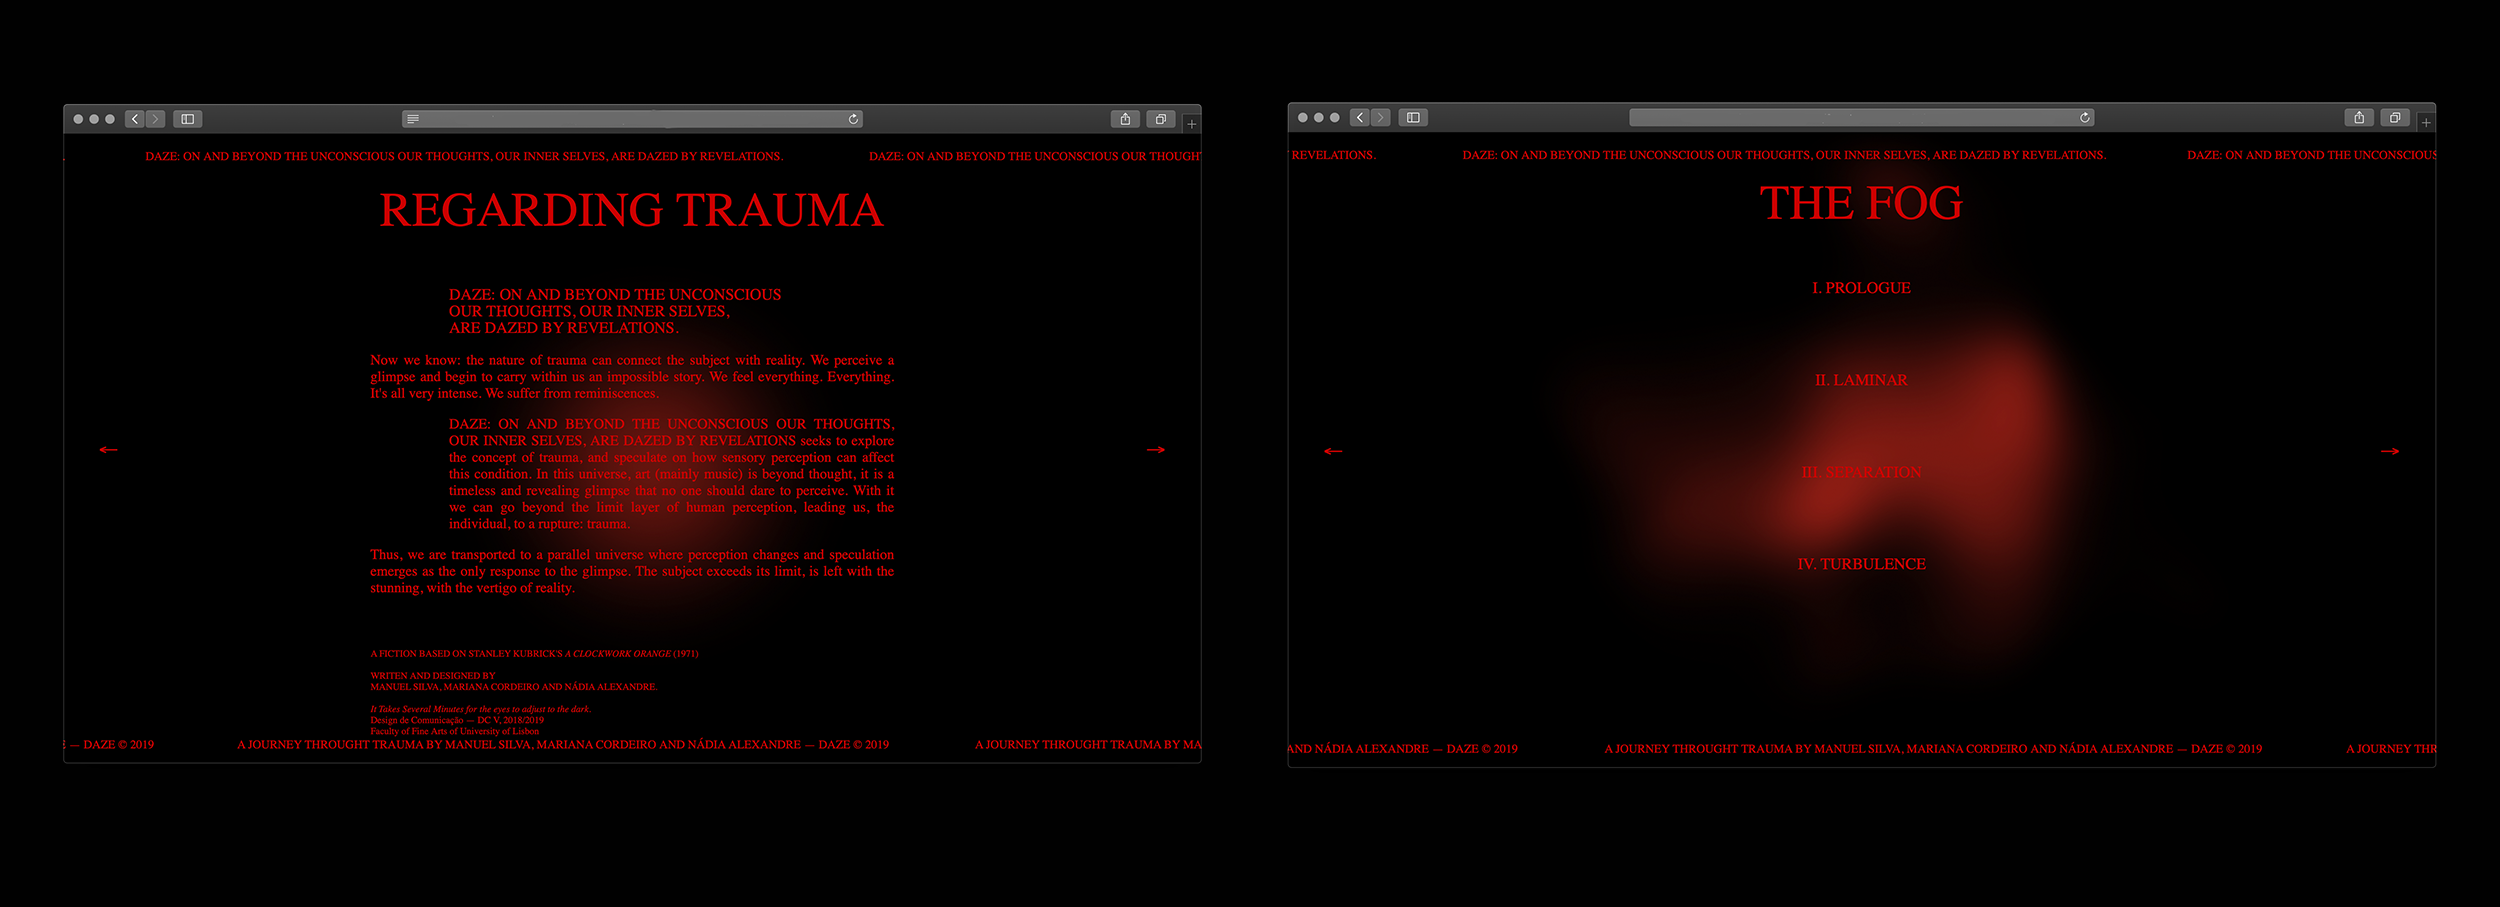 DAZE: ON AND BEYOND THE UNCONSCIOUS OUR THOUGHTS, OUR INNER SELVES, ARE DAZED BY REVELATIONS. DAZE: ON AND BEYOND THE UNCONSCIOUS OUR THOUGHT
REGARDING TRAUMA
DAZE: ON AND BEYOND THE UNCONSCIOUS
OUR THOUGHTS, OUR INNER SELVES,
ARE DAZED BY REVELATIONS.
Now we know: the nature of trauma can connect the subject with reality. We perceive a
glimpse and begin to carry within us an impossible story. We feel everything. Everything.
It's all very intense. We suffer from reminiscences.
DAZE: ON AND BEYOND THE UNCONSCIOUS OUR THOUGHTS,
OUR INNER SELVES, ARE DAZED BY REVELATIONS seeks to explore
the concept of trauma, and speculate on how sensory perception can affect
this condition. In this universe, art (mainly music) is beyond thought, it is a
timeless and revealing glimpse that no one should dare to perceive. With it
we can go beyond the limit layer of human perception, leading us, the
individual, to a rupture: trauma.
Thus, we are transported to a parallel universe where perception changes and speculation
emerges as the only response to the glimpse. The subject exceeds its limit, is left with the
stunning, with the vertigo of reality.
←
→
A FICTION BASED ON STANLEY KUBRICK'S A CLOCKWORK ORANGE (1971)
WRITEN AND DESIGNED BY
MANUEL SILVA, MARIANA CORDEIRO AND NÁDIA ALEXANDRE.
It Takes Several Minutes for the eyes to adjust to the dark.
Design de Comunicação — DC V, 2018/2019
Faculty of Fine Arts of University of Lisbon
E — DAZE © 2019 A JOURNEY THROUGHT TRAUMA BY MANUEL SILVA, MARIANA CORDEIRO AND NÁDIA ALEXANDRE — DAZE © 2019 A JOURNEY THROUGHT TRAUMA BY MA
REVELATIONS. DAZE: ON AND BEYOND THE UNCONSCIOUS OUR THOUGHTS, OUR INNER SELVES, ARE DAZED BY REVELATIONS. DAZE: ON AND BEYOND THE UNCONSCIOUS
THE FOG
I. PROLOGUE
II. LAMINAR
←
→
III. SEPARATION
IV. TURBULENCE
AND NÁDIA ALEXANDRE — DAZE © 2019 A JOURNEY THROUGHT TRAUMA BY MANUEL SILVA, MARIANA CORDEIRO AND NÁDIA ALEXANDRE — DAZE © 2019 A JOURNEY THR